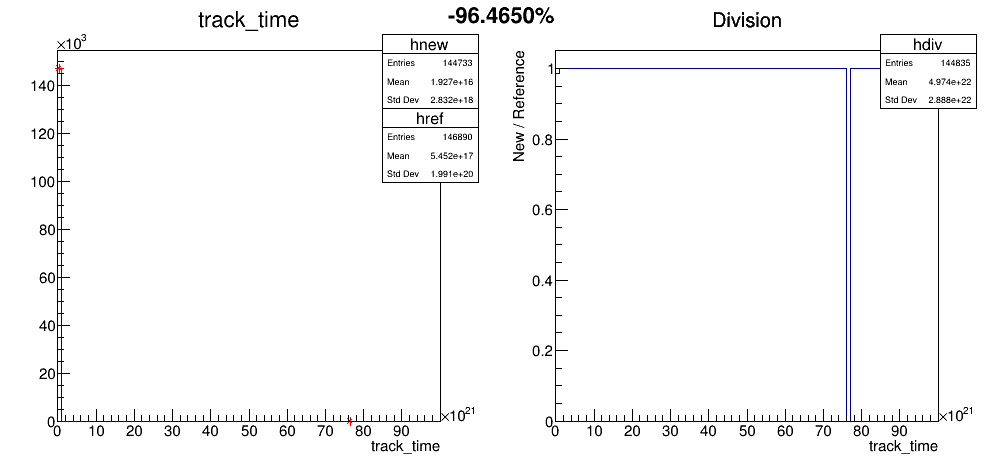 -96.4650%
track_time
×10³
hnew
Entries 144733
Mean 1.927e+16
Std Dev 2.832e+18
href
Entries 146890
Mean 5.452e+17
Std Dev 1.991e+20
140
120
100
80
60
40
20
0
0 10 20 30 40 50 60 70 80 90
×10²¹
track_time
Division
New / Reference
hdiv
Entries 144835
Mean 4.974e+22
Std Dev 2.888e+22
1
0.8
0.6
0.4
0.2
0
0 10 20 30 40 50 60 70 80 90
×10²¹
track_time